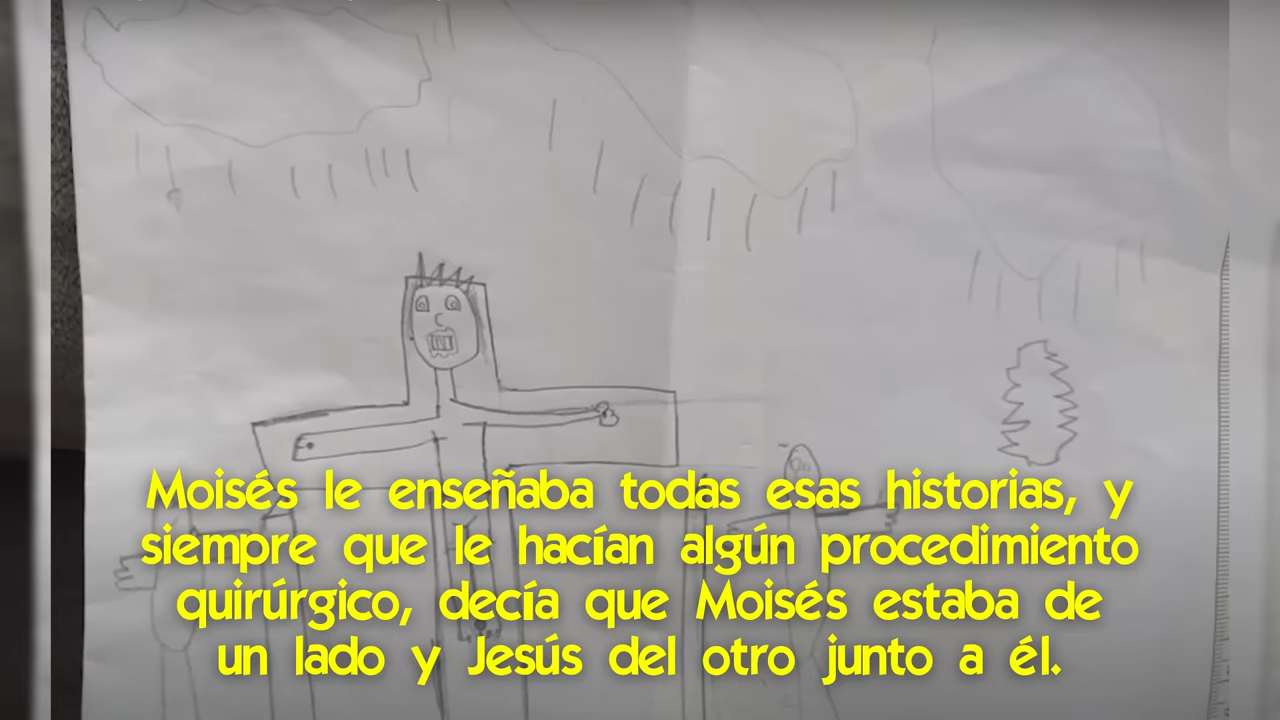 Moisés le enseñaba todas esas historias, y
siempre que le hacían algún procedimiento
quirúrgico, decía que Moisés estaba de
un lado y Jesús del otro junto a él.